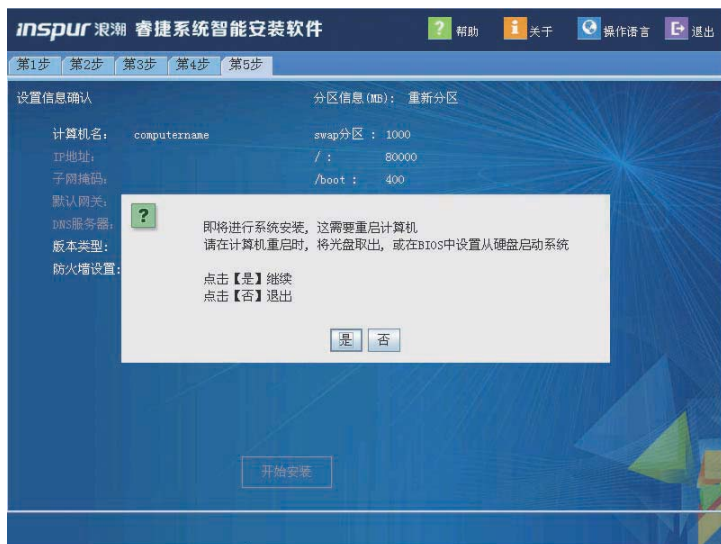 inspur 浪潮 睿捷系统智能安装软件
帮助 关于 操作语言 退出
第1步 第2步 第3步 第4步 第5步
设置信息确认 分区信息(MB): 重新分区
计算机名: computername swap分区 : 1000
IP地址: / : 80000
子网掩码: /boot : 400
默认网关:
DNS服务器:
版本类型:
防火墙设置:
即将进行系统安装, 这需要重启计算机
请在计算机重启时, 将光盘取出, 或在BIOS中设置从硬盘启动系统
点击【是】继续
点击【否】退出
是 否
开始安装